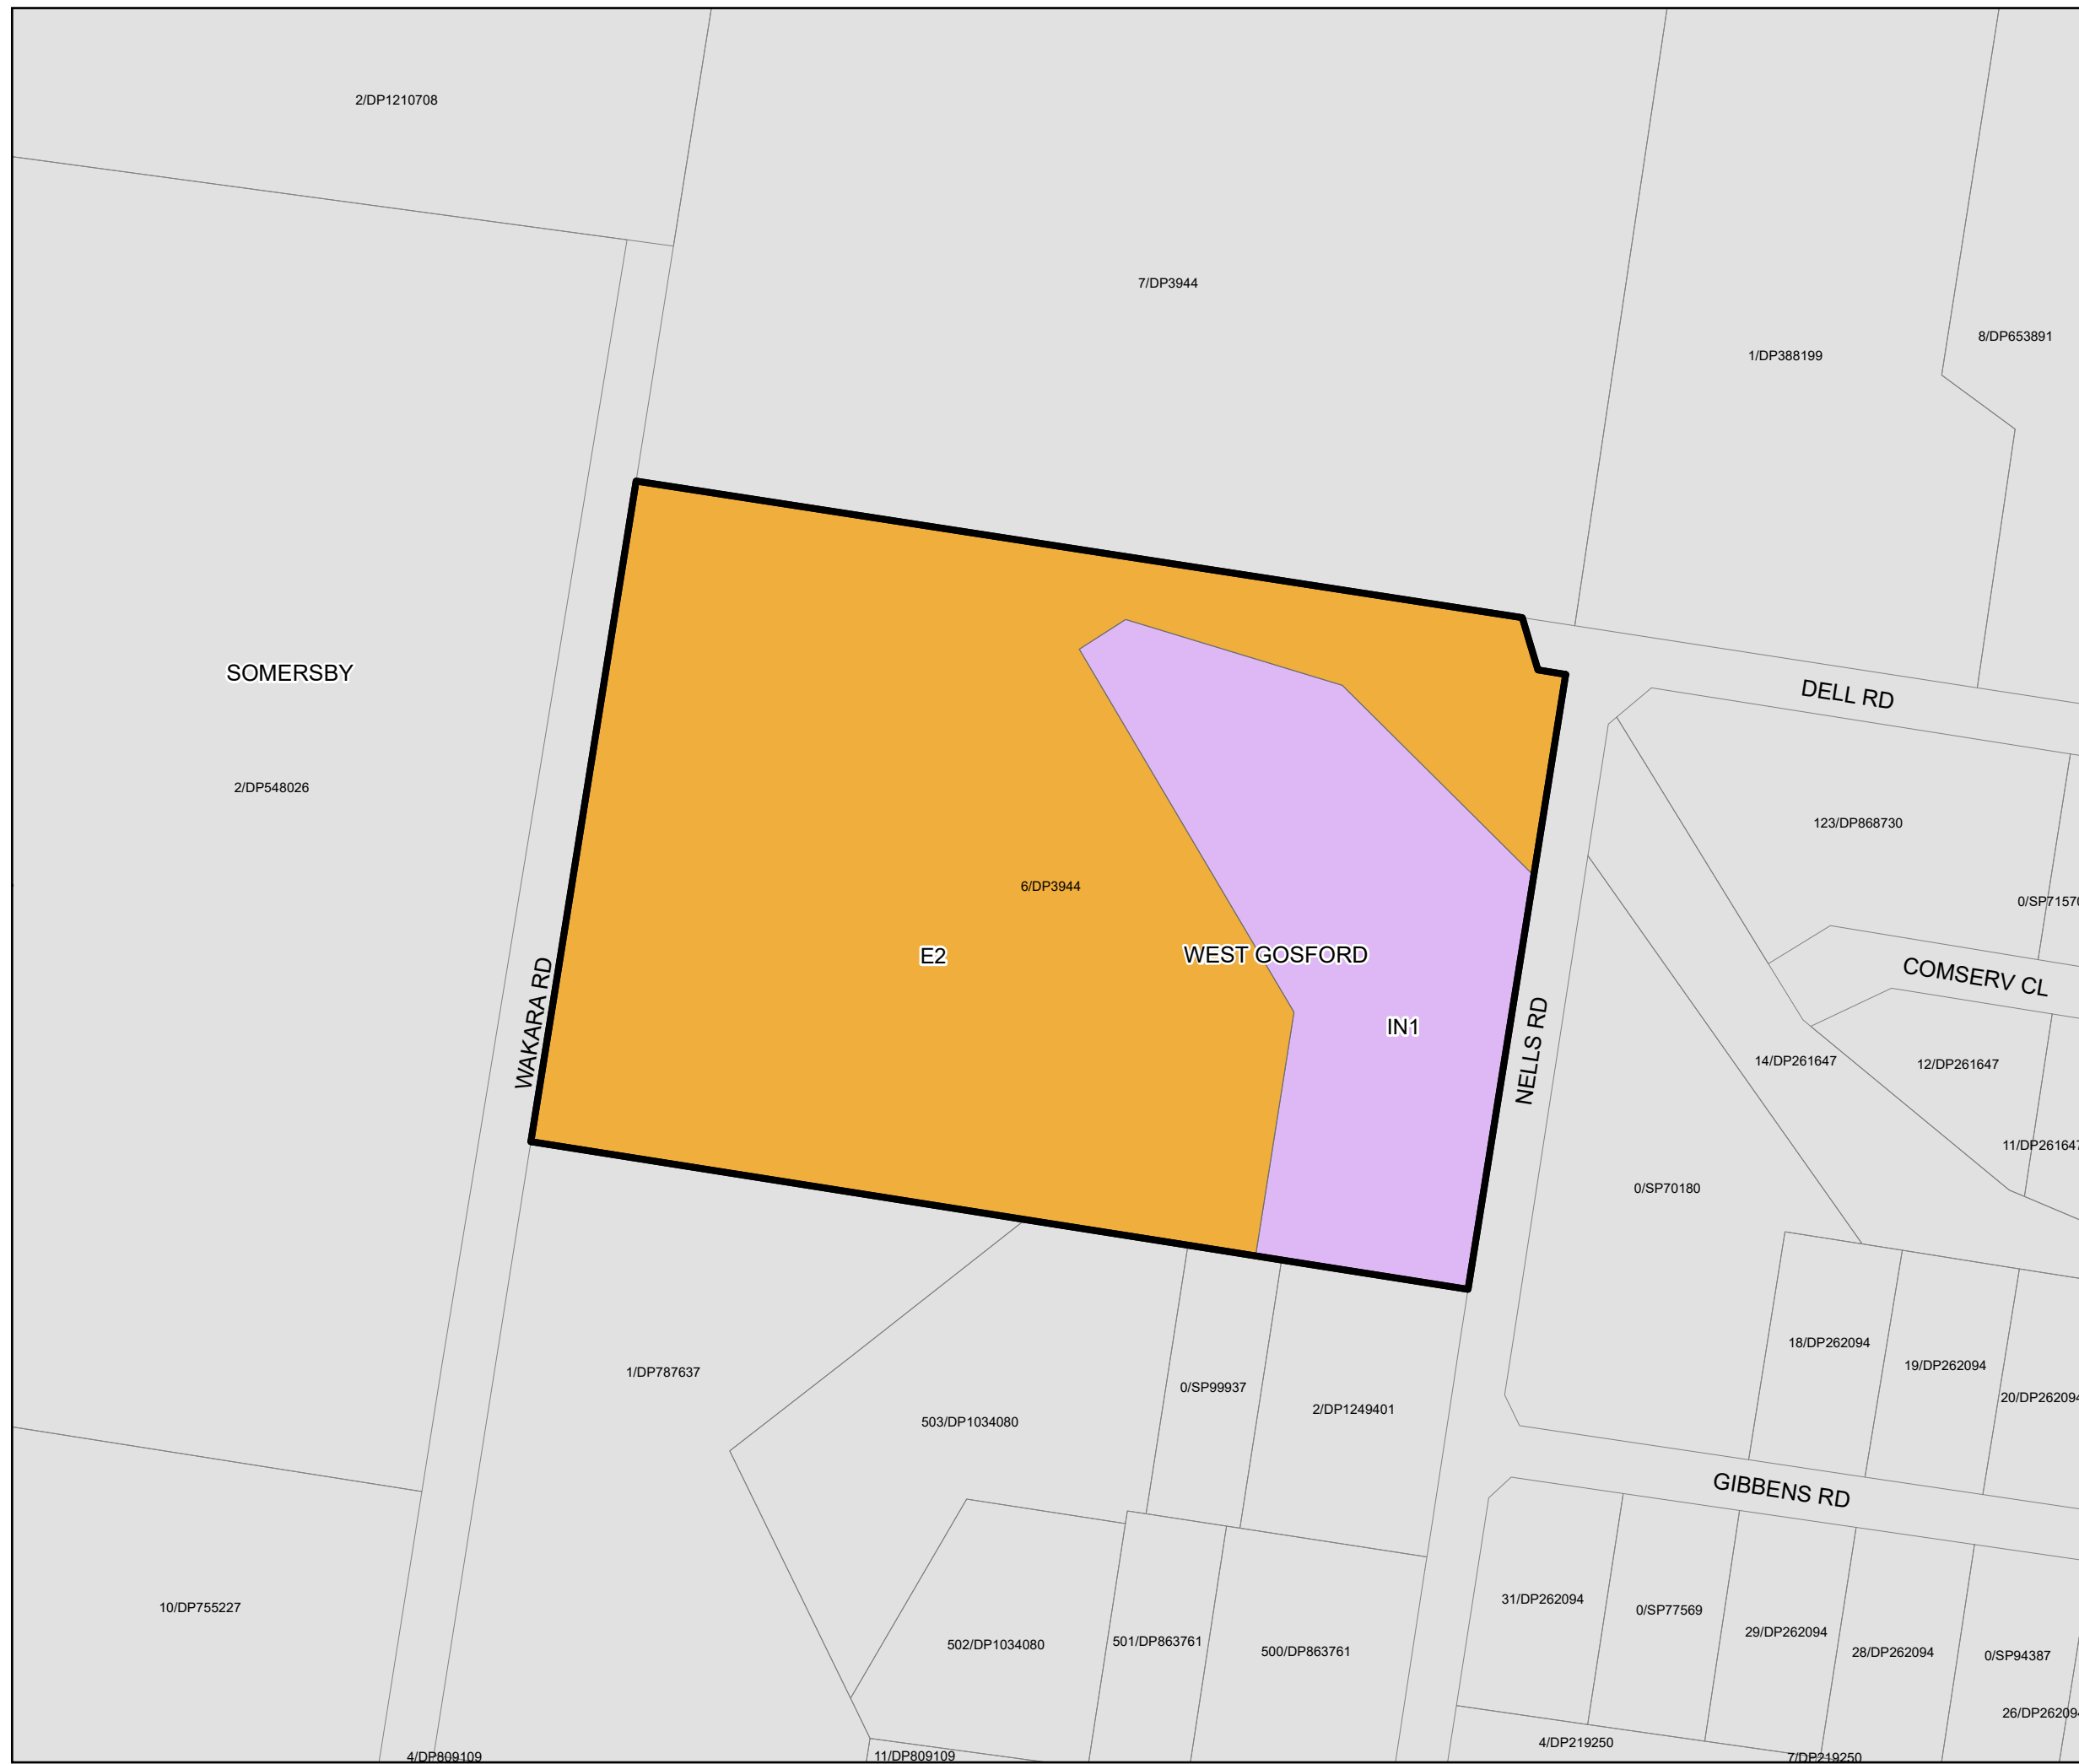 2/DP1210708
7/DP3944
8/DP653891
1/DP388199
SOMERSBY
DELL RD
2/DP548026
123/DP868730
6/DP3944
0/SP71570
E2
WEST GOSFORD
COMSERV CL
WAKARA RD
IN1
NELLS RD
14/DP261647
12/DP261647
11/DP261647
0/SP70180
18/DP262094
19/DP262094
1/DP787637
0/SP99937
20/DP262094
2/DP1249401
503/DP1034080
GIBBENS RD
31/DP262094
10/DP755227
0/SP77569
29/DP262094
501/DP863761
502/DP1034080
500/DP863761
28/DP262094
0/SP94387
26/DP262094
4/DP219250
4/DP809109
11/DP809109
7/DP219250